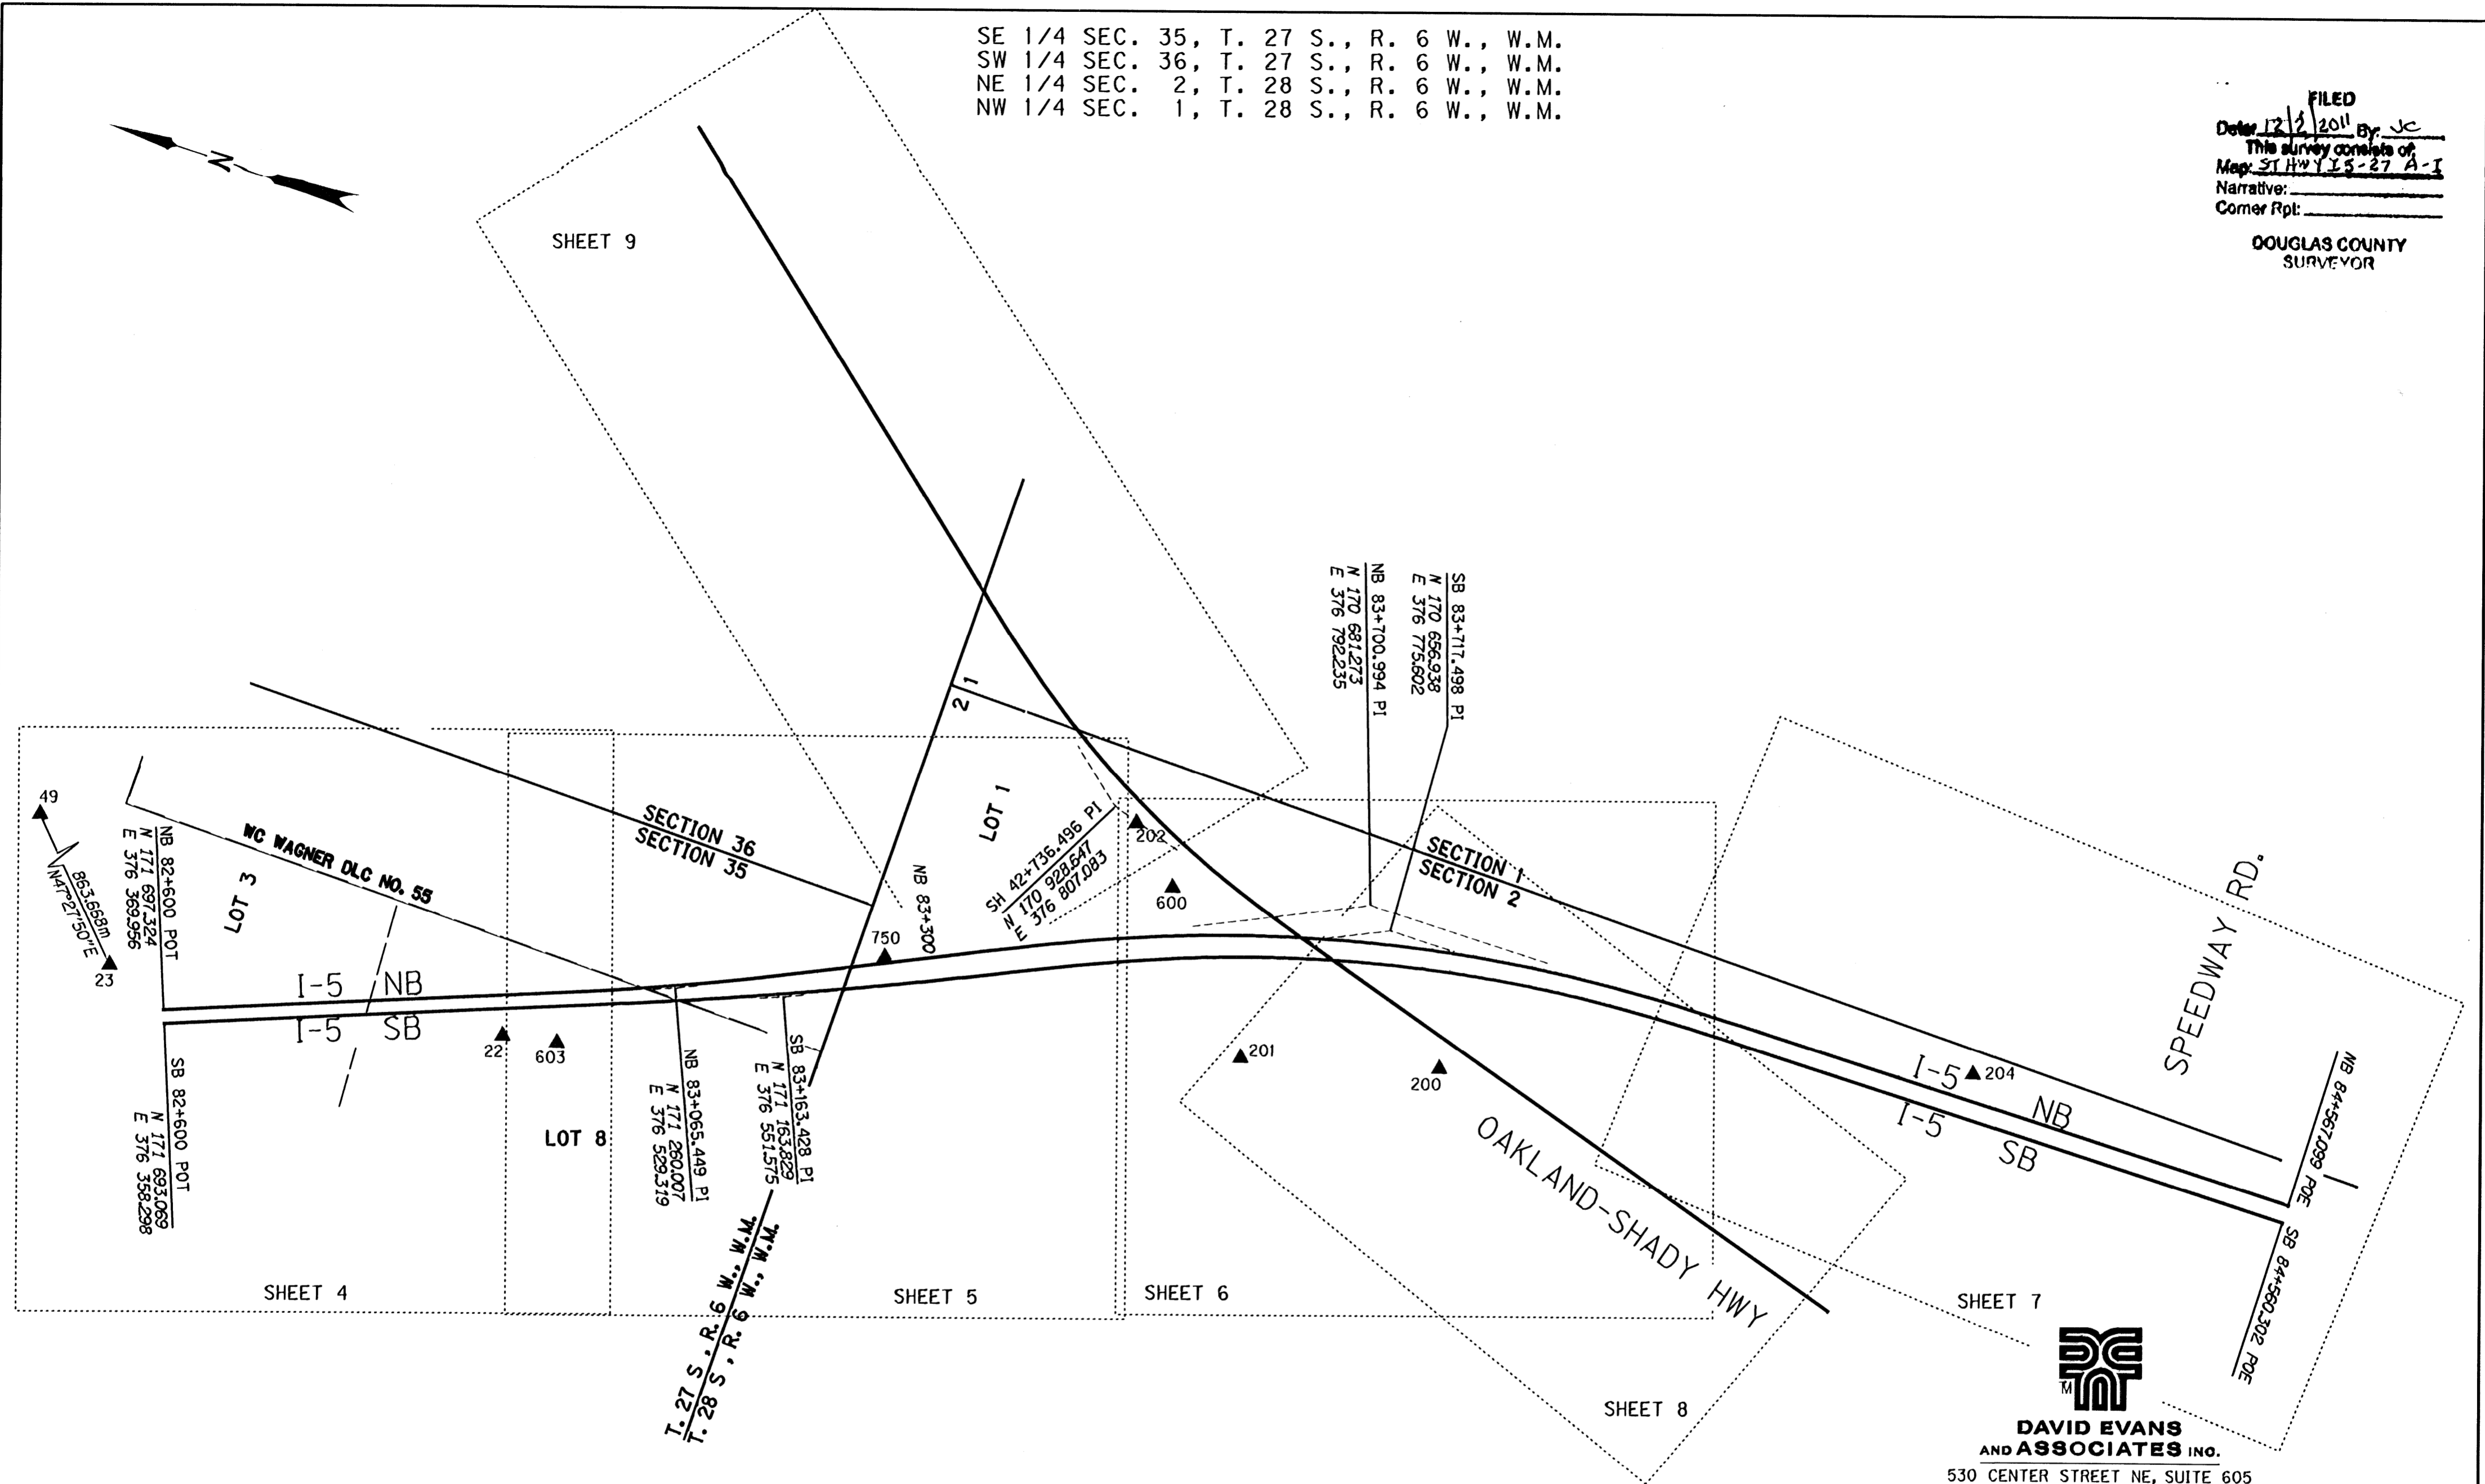 SE 1/4 SEC. 35, T. 27 S., R. 6 W., W.M.
SW 1/4 SEC. 36, T. 27 S., R. 6 W., W.M.
NE 1/4 SEC. 2, T. 28 S., R. 6 W., W.M.
NW 1/4 SEC. 1, T. 28 S., R. 6 W., W.M.
FILED
Date: 12/2/2011 By: JC
This survey consists of:
Map: ST HWY I5-27 A-I
Narrative:
Corner Rpt:
DOUGLAS COUNTY
SURVEYOR
N
SHEET 9
SB 83+717.498 PI
N 170 656.938
E 376 775.602
NB 83+700.994 PI
N 170 681.273
E 376 792.235
1
2
LOT 1
SH 42+736.496 PI
N 170 928.647
E 376 807.083
202
600
SECTION 36
SECTION 35
SECTION 1
SECTION 2
49
863.668m
N47°27'50"E
23
NB 82+600 POT
N 171 697.324
E 376 369.956
WC WAGNER DLC NO. 55
LOT 3
750
NB 83+300
I-5 NB
I-5 SB
22
603
SB 82+600 POT
N 171 693.069
E 376 358.298
LOT 8
NB 83+065.449 PI
N 171 260.007
E 376 529.319
SB 83+163.428 PI
N 171 163.829
E 376 551.575
T. 27 S., R. 6 W., W.M.
T. 28 S., R. 6 W., W.M.
201
200
OAKLAND-SHADY HWY
I-5
204
NB
I-5
SB
SPEEDWAY RD.
NB 84+567.099 POE
SB 84+560.302 POE
SHEET 4
SHEET 5
SHEET 6
SHEET 7
SHEET 8
TM
DAVID EVANS
AND ASSOCIATES INC.
530 CENTER STREET NE, SUITE 605